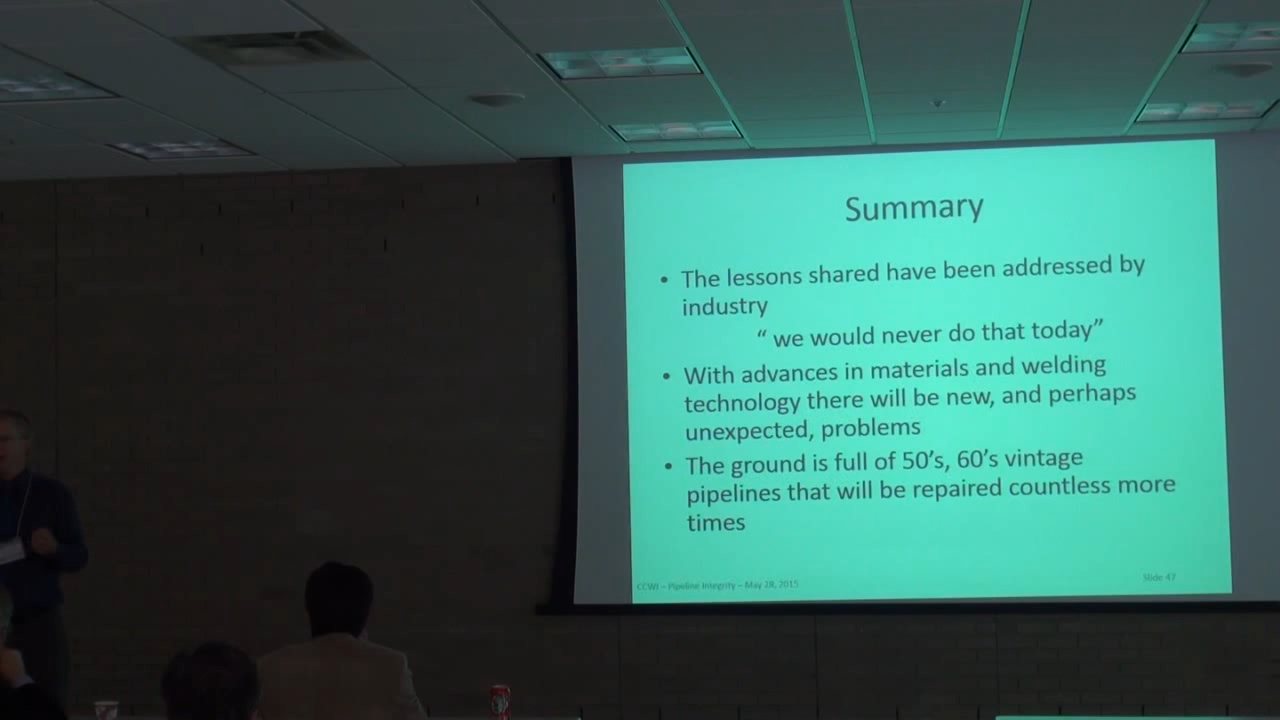 Summary
• The lessons shared have been addressed by
industry
“ we would never do that today”
• With advances in materials and welding
technology there will be new, and perhaps
unexpected, problems
• The ground is full of 50’s, 60’s vintage
pipelines that will be repaired countless more
times
CCWI – Pipeline Integrity – May 28, 2015
Slide 47